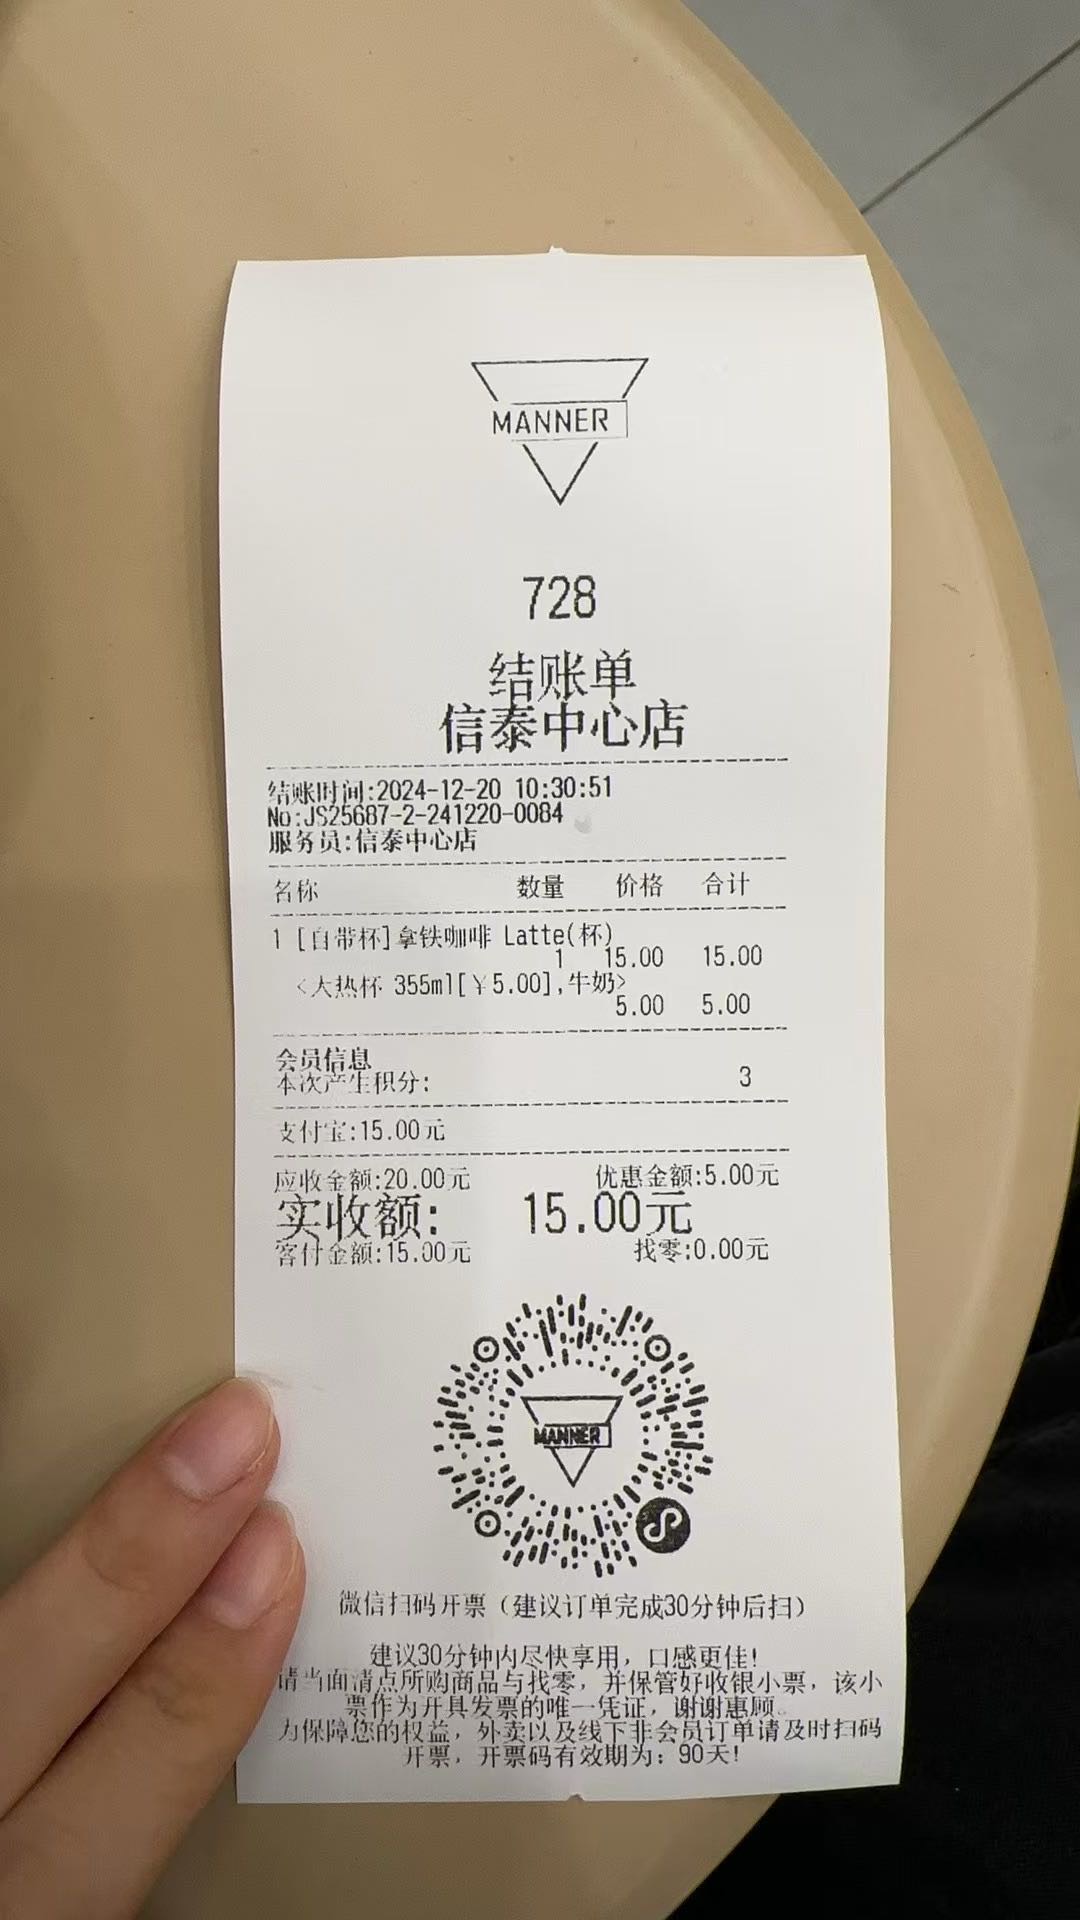 MANNER
728
结账单
信泰中心店
结账时间:2024-12-20 10:30:51
No:JS25687-2-241220-0084
服务员:信泰中心店
名称 数量 价格 合计
1 [自带杯]拿铁咖啡 Latte(杯)
1 15.00 15.00
<大热杯 355ml[￥5.00],牛奶>
5.00 5.00
会员信息
本次产生积分: 3
支付宝:15.00元
应收金额:20.00元 优惠金额:5.00元
实收额: 15.00元
客付金额:15.00元 找零:0.00元
MANNER
微信扫码开票（建议订单完成30分钟后扫）
建议30分钟内尽快享用，口感更佳!
请当面清点所购商品与找零，并保管好收银小票，该小
票作为开具发票的唯一凭证，谢谢惠顾。
为保障您的权益，外卖以及线下非会员订单请及时扫码
开票，开票码有效期为：90天!